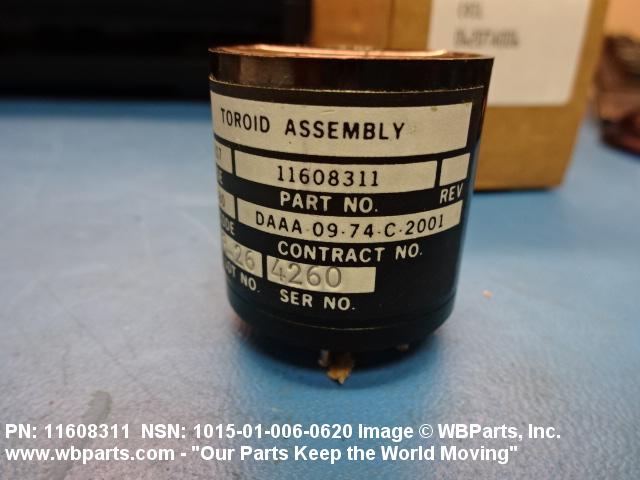 TOROID ASSEMBLY
11608311
PART NO. REV
DAAA-09-74-C-2001
CONTRACT NO.
26 4260
NO. SER NO.
PN: 11608311 NSN: 1015-01-006-0620 Image © WBParts, Inc.
www.wbparts.com - "Our Parts Keep the World Moving"